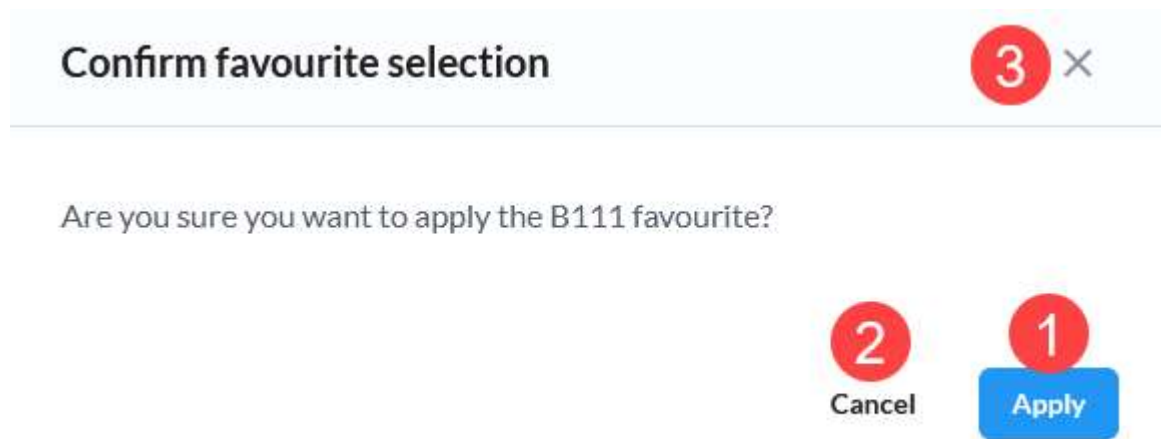 Confirm favourite selection
3 ×
Are you sure you want to apply the B111 favourite?
2 1
Cancel Apply